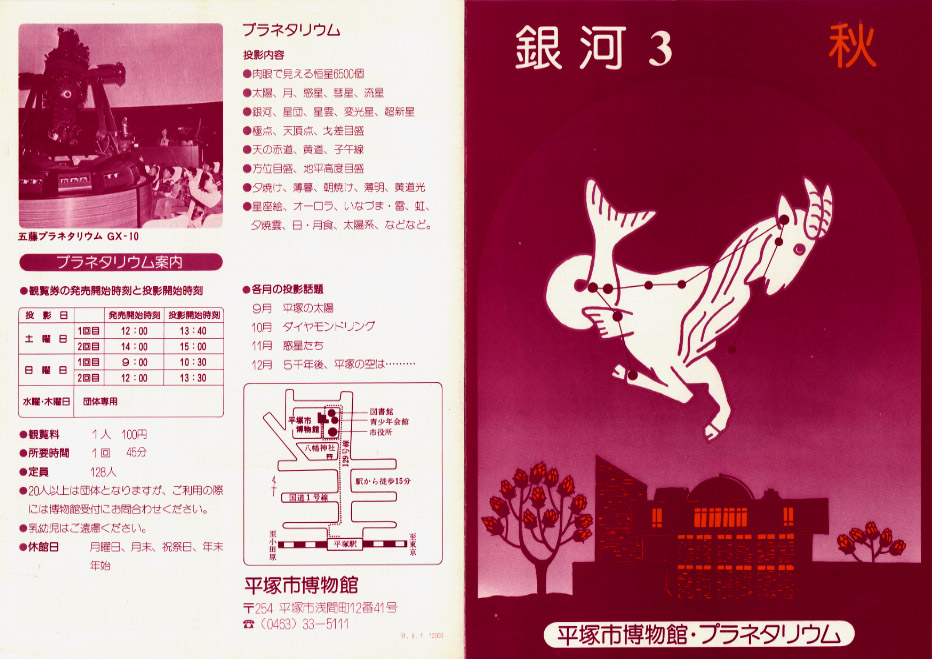 五藤プラネタリウム GX-10
プラネタリウム案内
●観覧券の発売開始時刻と投影開始時刻
投影日 発売開始時刻 投影開始時刻
土曜日 1回目 12:00 13:40
2回目 14:00 15:00
日曜日 1回目 9:00 10:30
2回目 12:00 13:30
水曜・木曜日 団体専用
●観覧料 1人 100円
●所要時間 1回 45分
●定員 128人
●20人以上は団体となりますが、ご利用の際
には博物館受付にお問合わせください。
●乳幼児はご遠慮ください。
●休館日 月曜日、月末、祝祭日、年末
年始
プラネタリウム
投影内容
●肉眼で見える恒星6500個
●太陽、月、惑星、彗星、流星
●銀河、星団、星雲、変光星、超新星
●極点、天頂点、歳差目盛
●天の赤道、黄道、子午線
●方位目盛、地平高度目盛
●夕焼け、薄暮、朝焼け、薄明、黄道光
●星座絵、オーロラ、いなづま・雷、虹、
夕焼雲、日・月食、太陽系、などなど。
●各月の投影話題
9月 平塚の太陽
10月 ダイヤモンドリング
11月 惑星たち
12月 5千年後、平塚の空は………
図書館
青少年会館
市役所
平塚市
博物館
八幡神社
129号線
駅から徒歩15分
国道1号線
至小田原
平塚駅
至東京
平塚市博物館
〒254 平塚市浅間町12番41号
☎(0463)33-5111
銀河3
秋
平塚市博物館・プラネタリウム